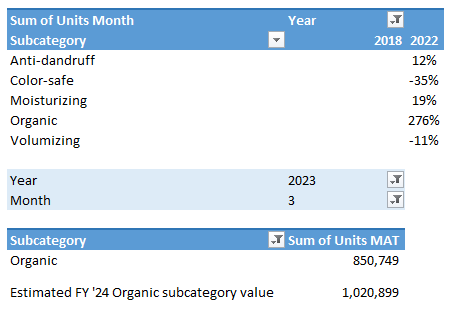 Sum of Units Month Year
Subcategory 2018 2022
Anti-dandruff 12%
Color-safe -35%
Moisturizing 19%
Organic 276%
Volumizing -11%
Year 2023
Month 3
Subcategory Sum of Units MAT
Organic 850,749
Estimated FY '24 Organic subcategory value 1,020,899